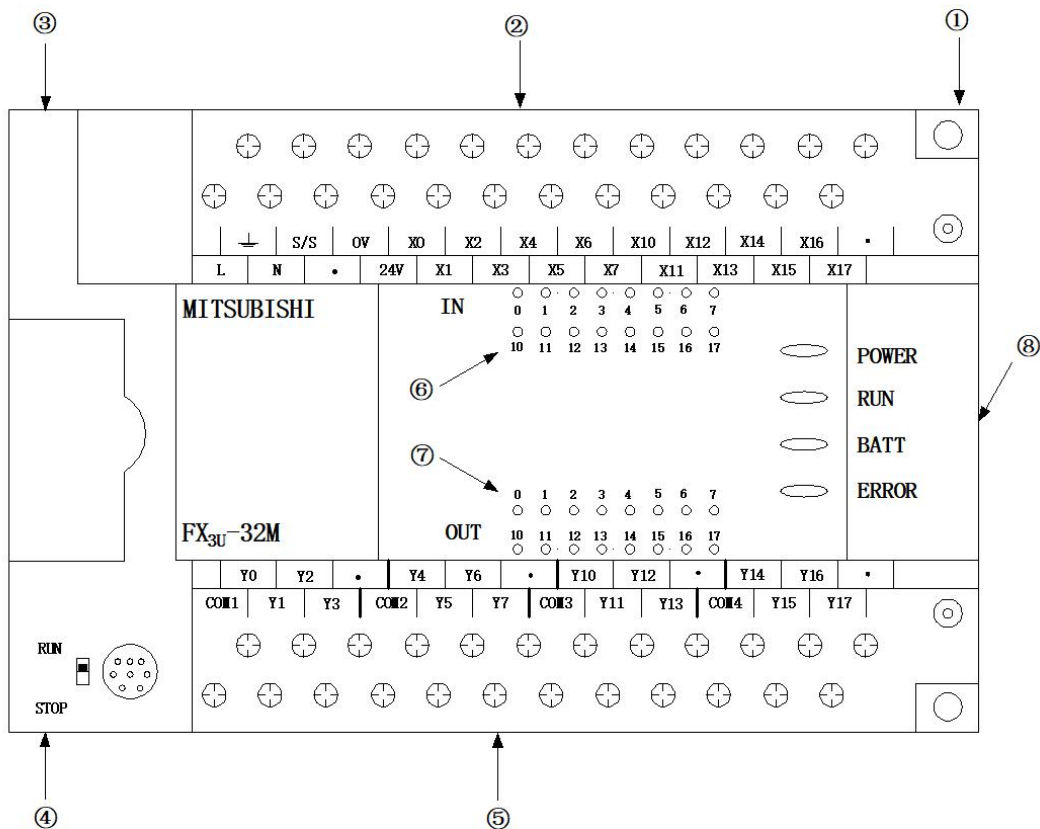 ③ ② ①
S/S 0V X0 X2 X4 X6 X10 X12 X14 X16 •
L N • 24V X1 X3 X5 X7 X11 X13 X15 X17
MITSUBISHI IN
0 1 2 3 4 5 6 7
10 11 12 13 14 15 16 17
⑥
POWER
⑧
RUN
BATT
ERROR
⑦
0 1 2 3 4 5 6 7
FX3U-32M OUT
10 11 12 13 14 15 16 17
Y0 Y2 • Y4 Y6 • Y10 Y12 • Y14 Y16 •
COM1 Y1 Y3 COM2 Y5 Y7 COM3 Y11 Y13 COM4 Y15 Y17
RUN
STOP
④ ⑤